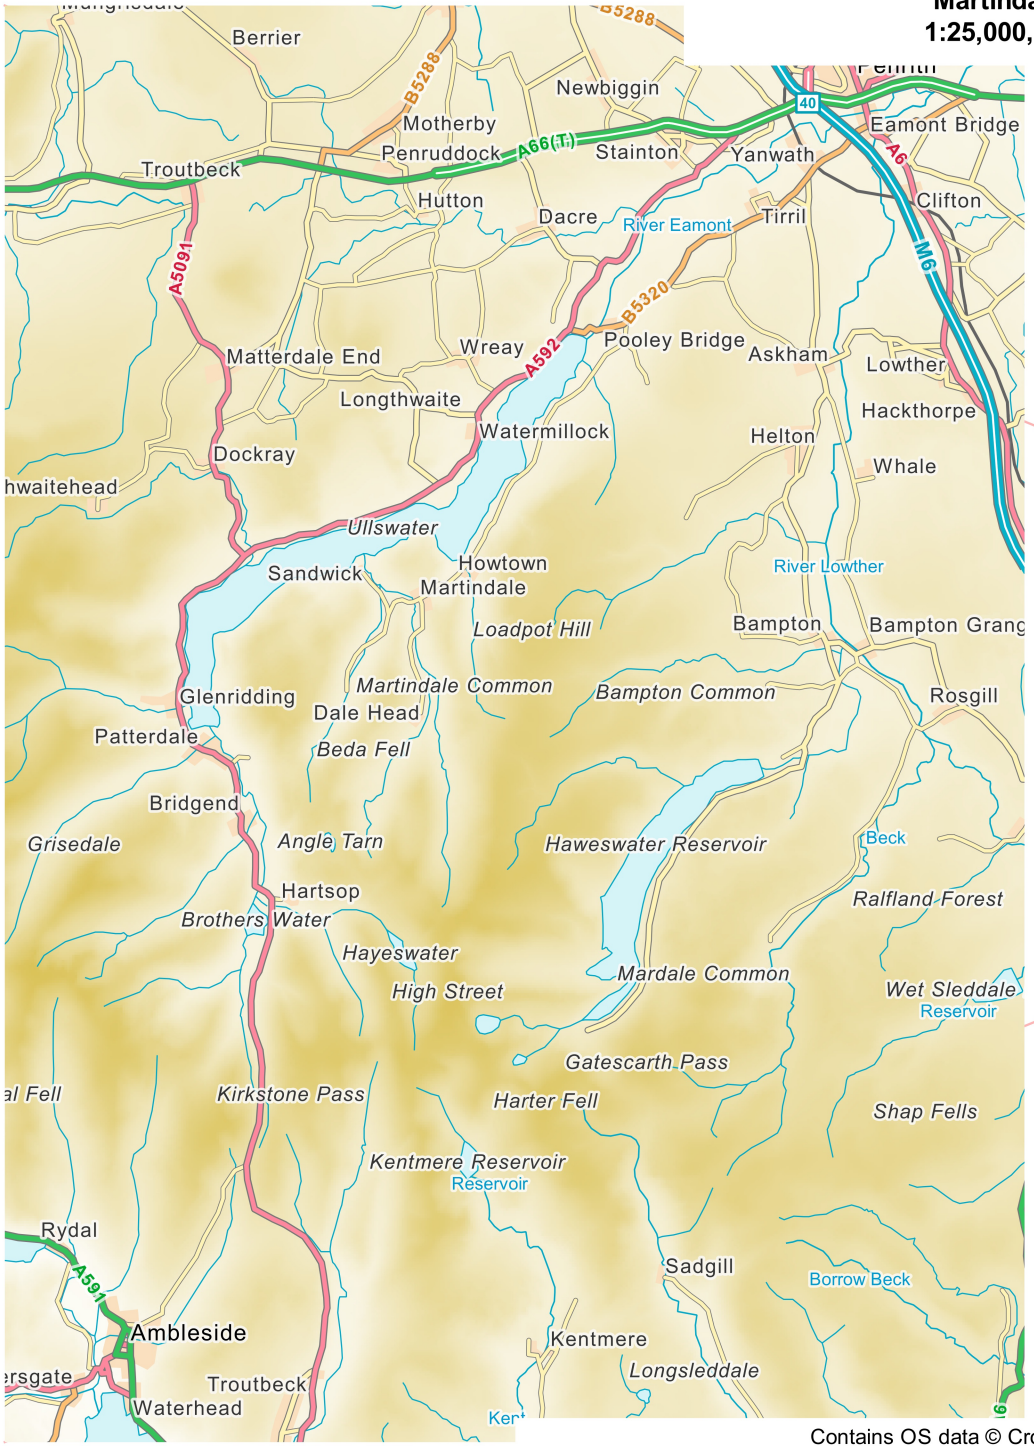 1:25,000,
B5288
Berrier
B5288
Newbiggin
Penrith
40
Motherby
Eamont Bridge
A66(T)
Penruddock
Stainton
Yanwath
A6
Troutbeck
Hutton
Dacre
River Eamont
Tirril
Clifton
A5091
M6
B5320
Matterdale End
Wreay
A592
Pooley Bridge
Askham
Lowther
Longthwaite
Hackthorpe
Watermillock
Helton
Dockray
Whale
hwaitehead
Ullswater
Sandwick
Howtown
Martindale
River Lowther
Loadpot Hill
Bampton
Bampton Grang
Martindale Common
Bampton Common
Glenridding
Dale Head
Rosgill
Patterdale
Beda Fell
Bridgend
Grisedale
Angle Tarn
Haweswater Reservoir
Beck
Hartsop
Ralfland Forest
Brothers Water
Hayeswater
Mardale Common
High Street
Wet Sleddale
Reservoir
Gatescarth Pass
al Fell
Kirkstone Pass
Harter Fell
Shap Fells
Kentmere Reservoir
Reservoir
Rydal
Sadgill
A591
Borrow Beck
Ambleside
Kentmere
ersgate
Troutbeck
Longsleddale
Waterhead
Kent
Contains OS data © Cro